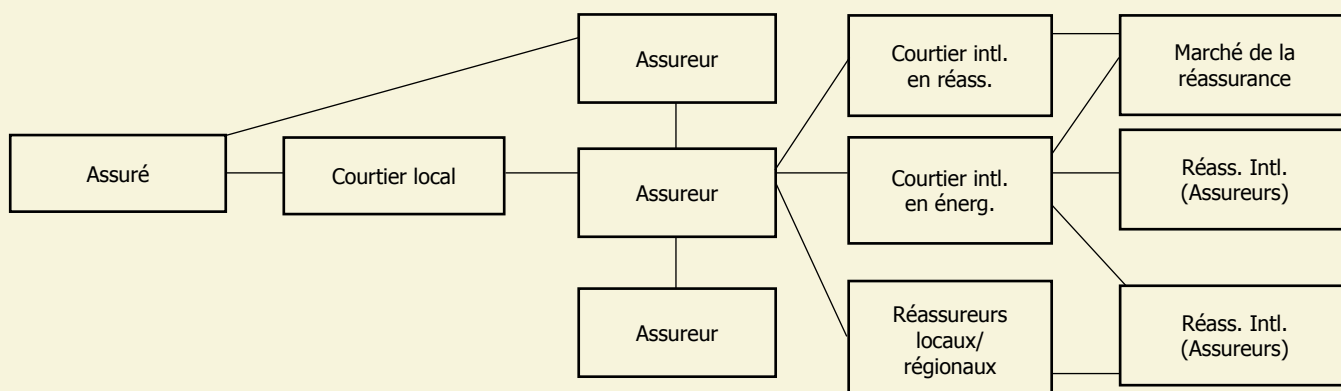 Assuré
Courtier local
Assureur
Assureur
Assureur
Courtier intl.
en réass.
Courtier intl.
en énerg.
Réassureurs
locaux/
régionaux
Marché de la
réassurance
Réass. Intl.
(Assureurs)
Réass. Intl.
(Assureurs)